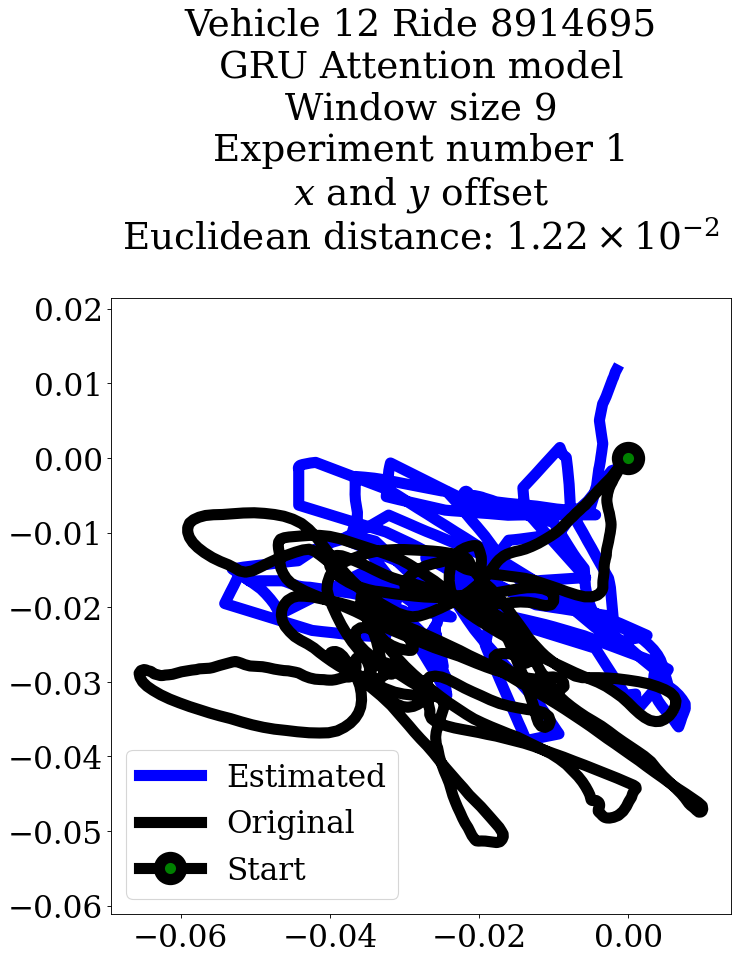 Vehicle 12 Ride 8914695
GRU Attention model
Window size 9
Experiment number 1
x and y offset
Euclidean distance: 1.22 × 10⁻²
0.02
0.01
0.00
−0.01
−0.02
−0.03
−0.04
−0.05
−0.06
Estimated
Original
Start
−0.06 −0.04 −0.02 0.00